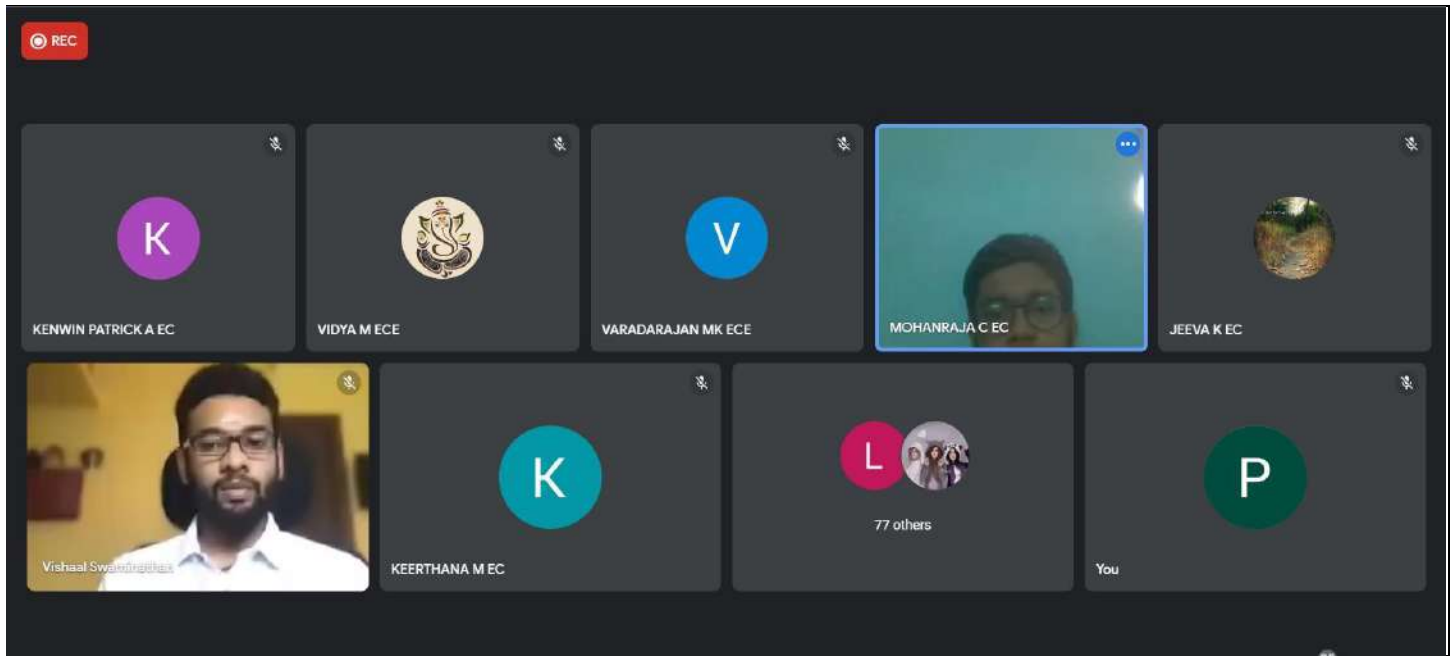 REC
K
KENWIN PATRICK A EC
VIDYA M ECE
V
VARADARAJAN MK ECE
MOHANRAJA C EC
JEEVA K EC
Vishaal Swaminathan
K
KEERTHANA M EC
L
77 others
P
You